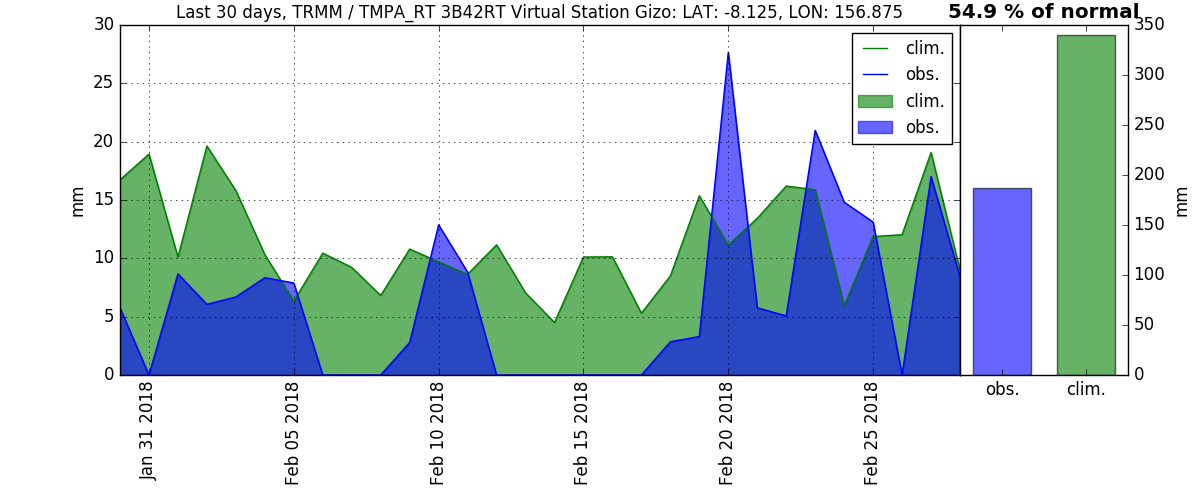 Last 30 days, TRMM / TMPA_RT 3B42RT Virtual Station Gizo: LAT: -8.125, LON: 156.875
54.9 % of normal
30
25
20
15
10
5
0
mm
clim.
obs.
clim.
obs.
Jan 31 2018
Feb 05 2018
Feb 10 2018
Feb 15 2018
Feb 20 2018
Feb 25 2018
350
300
250
200
150
100
50
0
mm
obs.
clim.